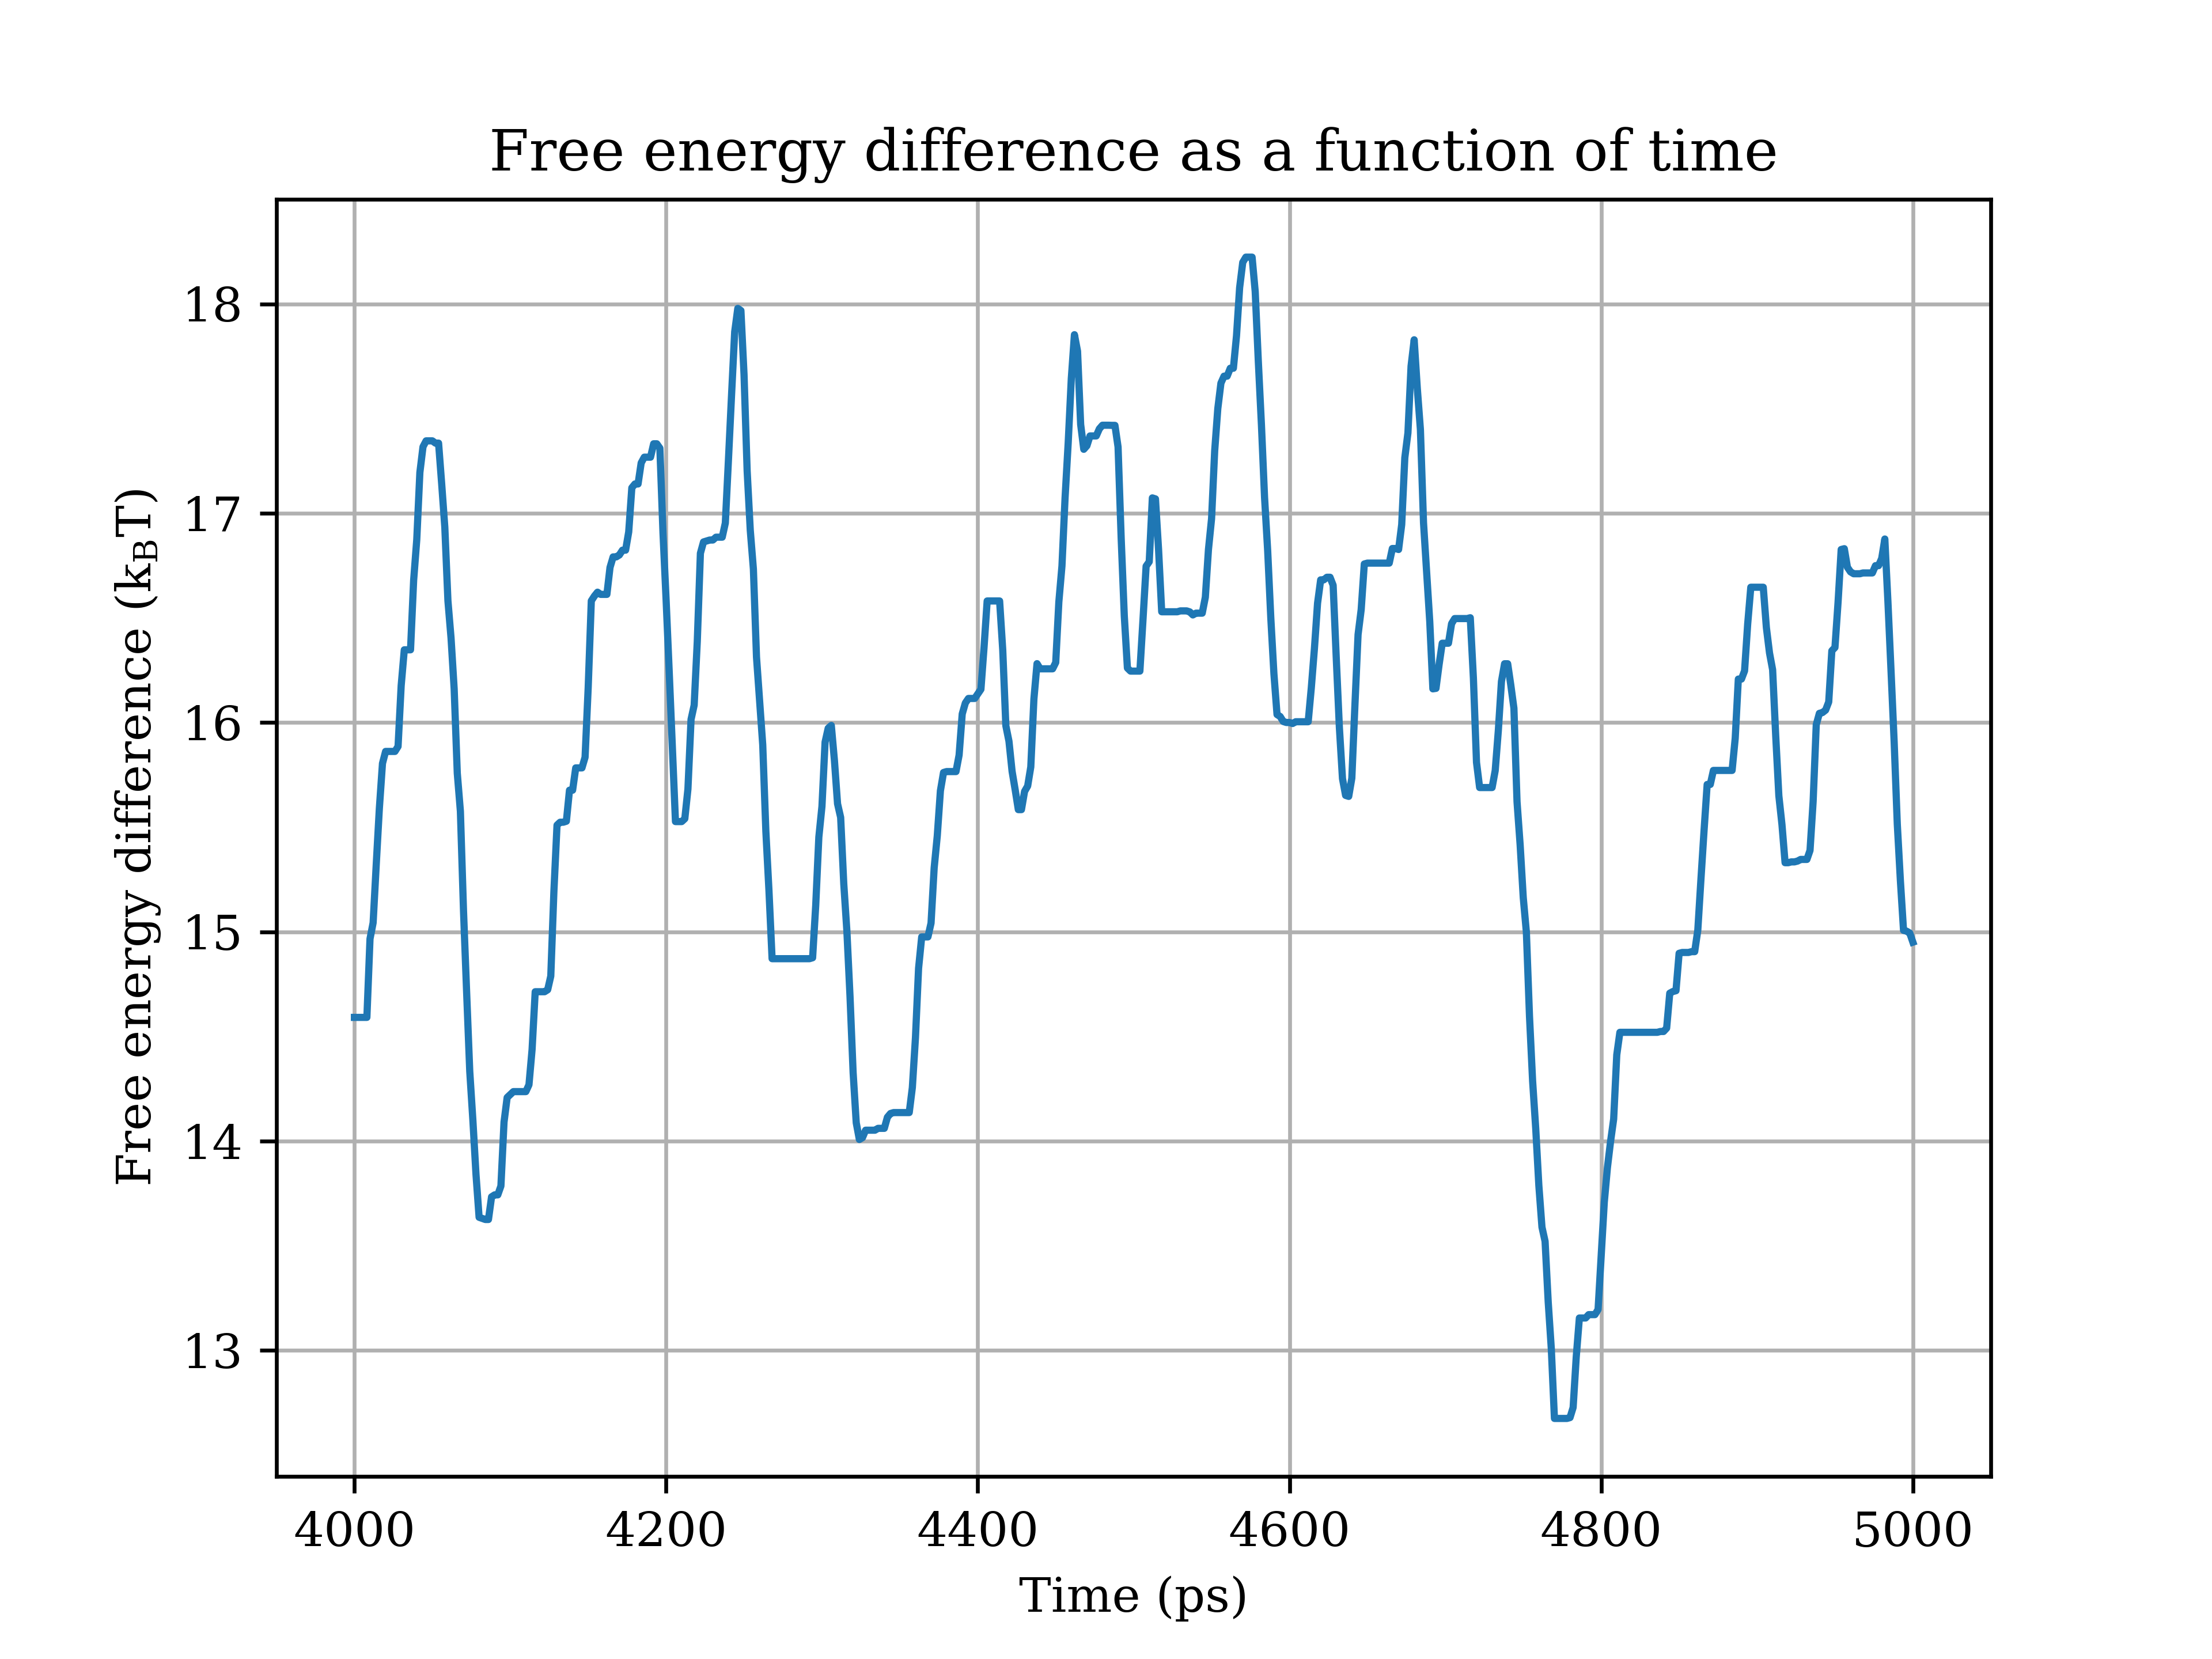 Free energy difference as a function of time
Free energy difference (k_BT)
18
17
16
15
14
13
4000 4200 4400 4600 4800 5000
Time (ps)